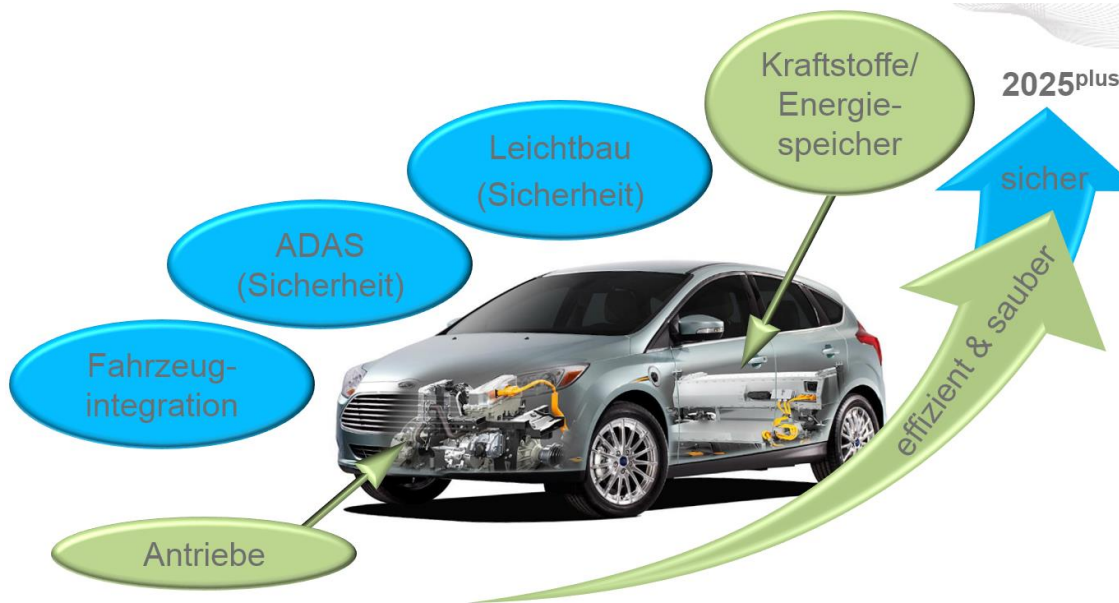 Kraftstoffe/
Energie-
speicher
2025plus
Leichtbau
(Sicherheit)
sicher
ADAS
(Sicherheit)
effizient & sauber
Fahrzeug-
integration
Antriebe